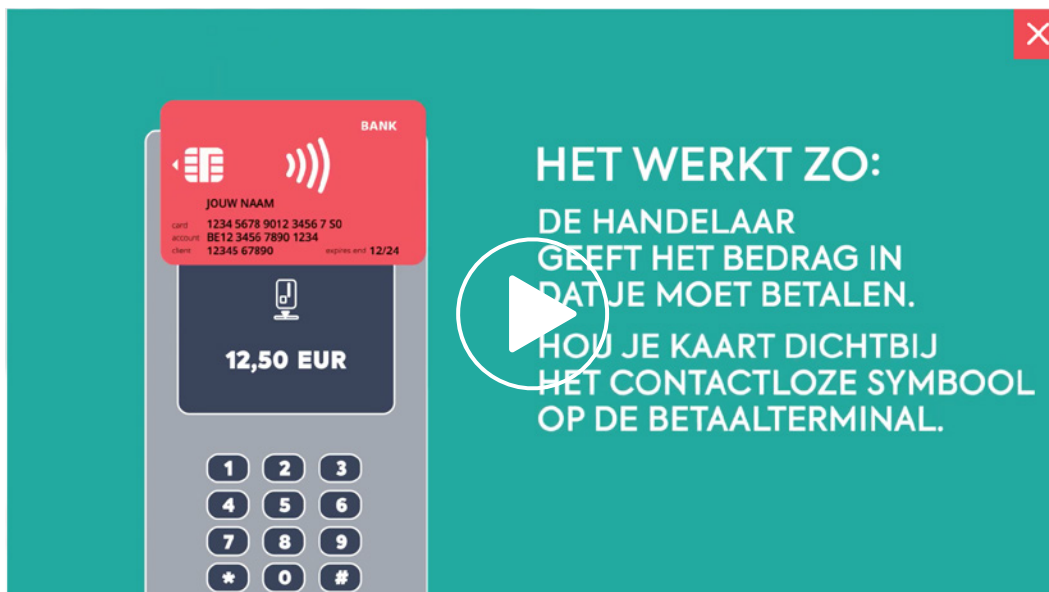 BANK
JOUW NAAM
card 1234 5678 9012 3456 7 S0
account BE12 3456 7890 1234
client 12345 67890 expires end 12/24
12,50 EUR
1 2 3
4 5 6
7 8 9
* 0 #
HET WERKT ZO:
DE HANDELAAR
GEEFT HET BEDRAG IN
DAT JE MOET BETALEN.
HOU JE KAART DICHTBIJ
HET CONTACTLOZE SYMBOOL
OP DE BETAALTERMINAL.